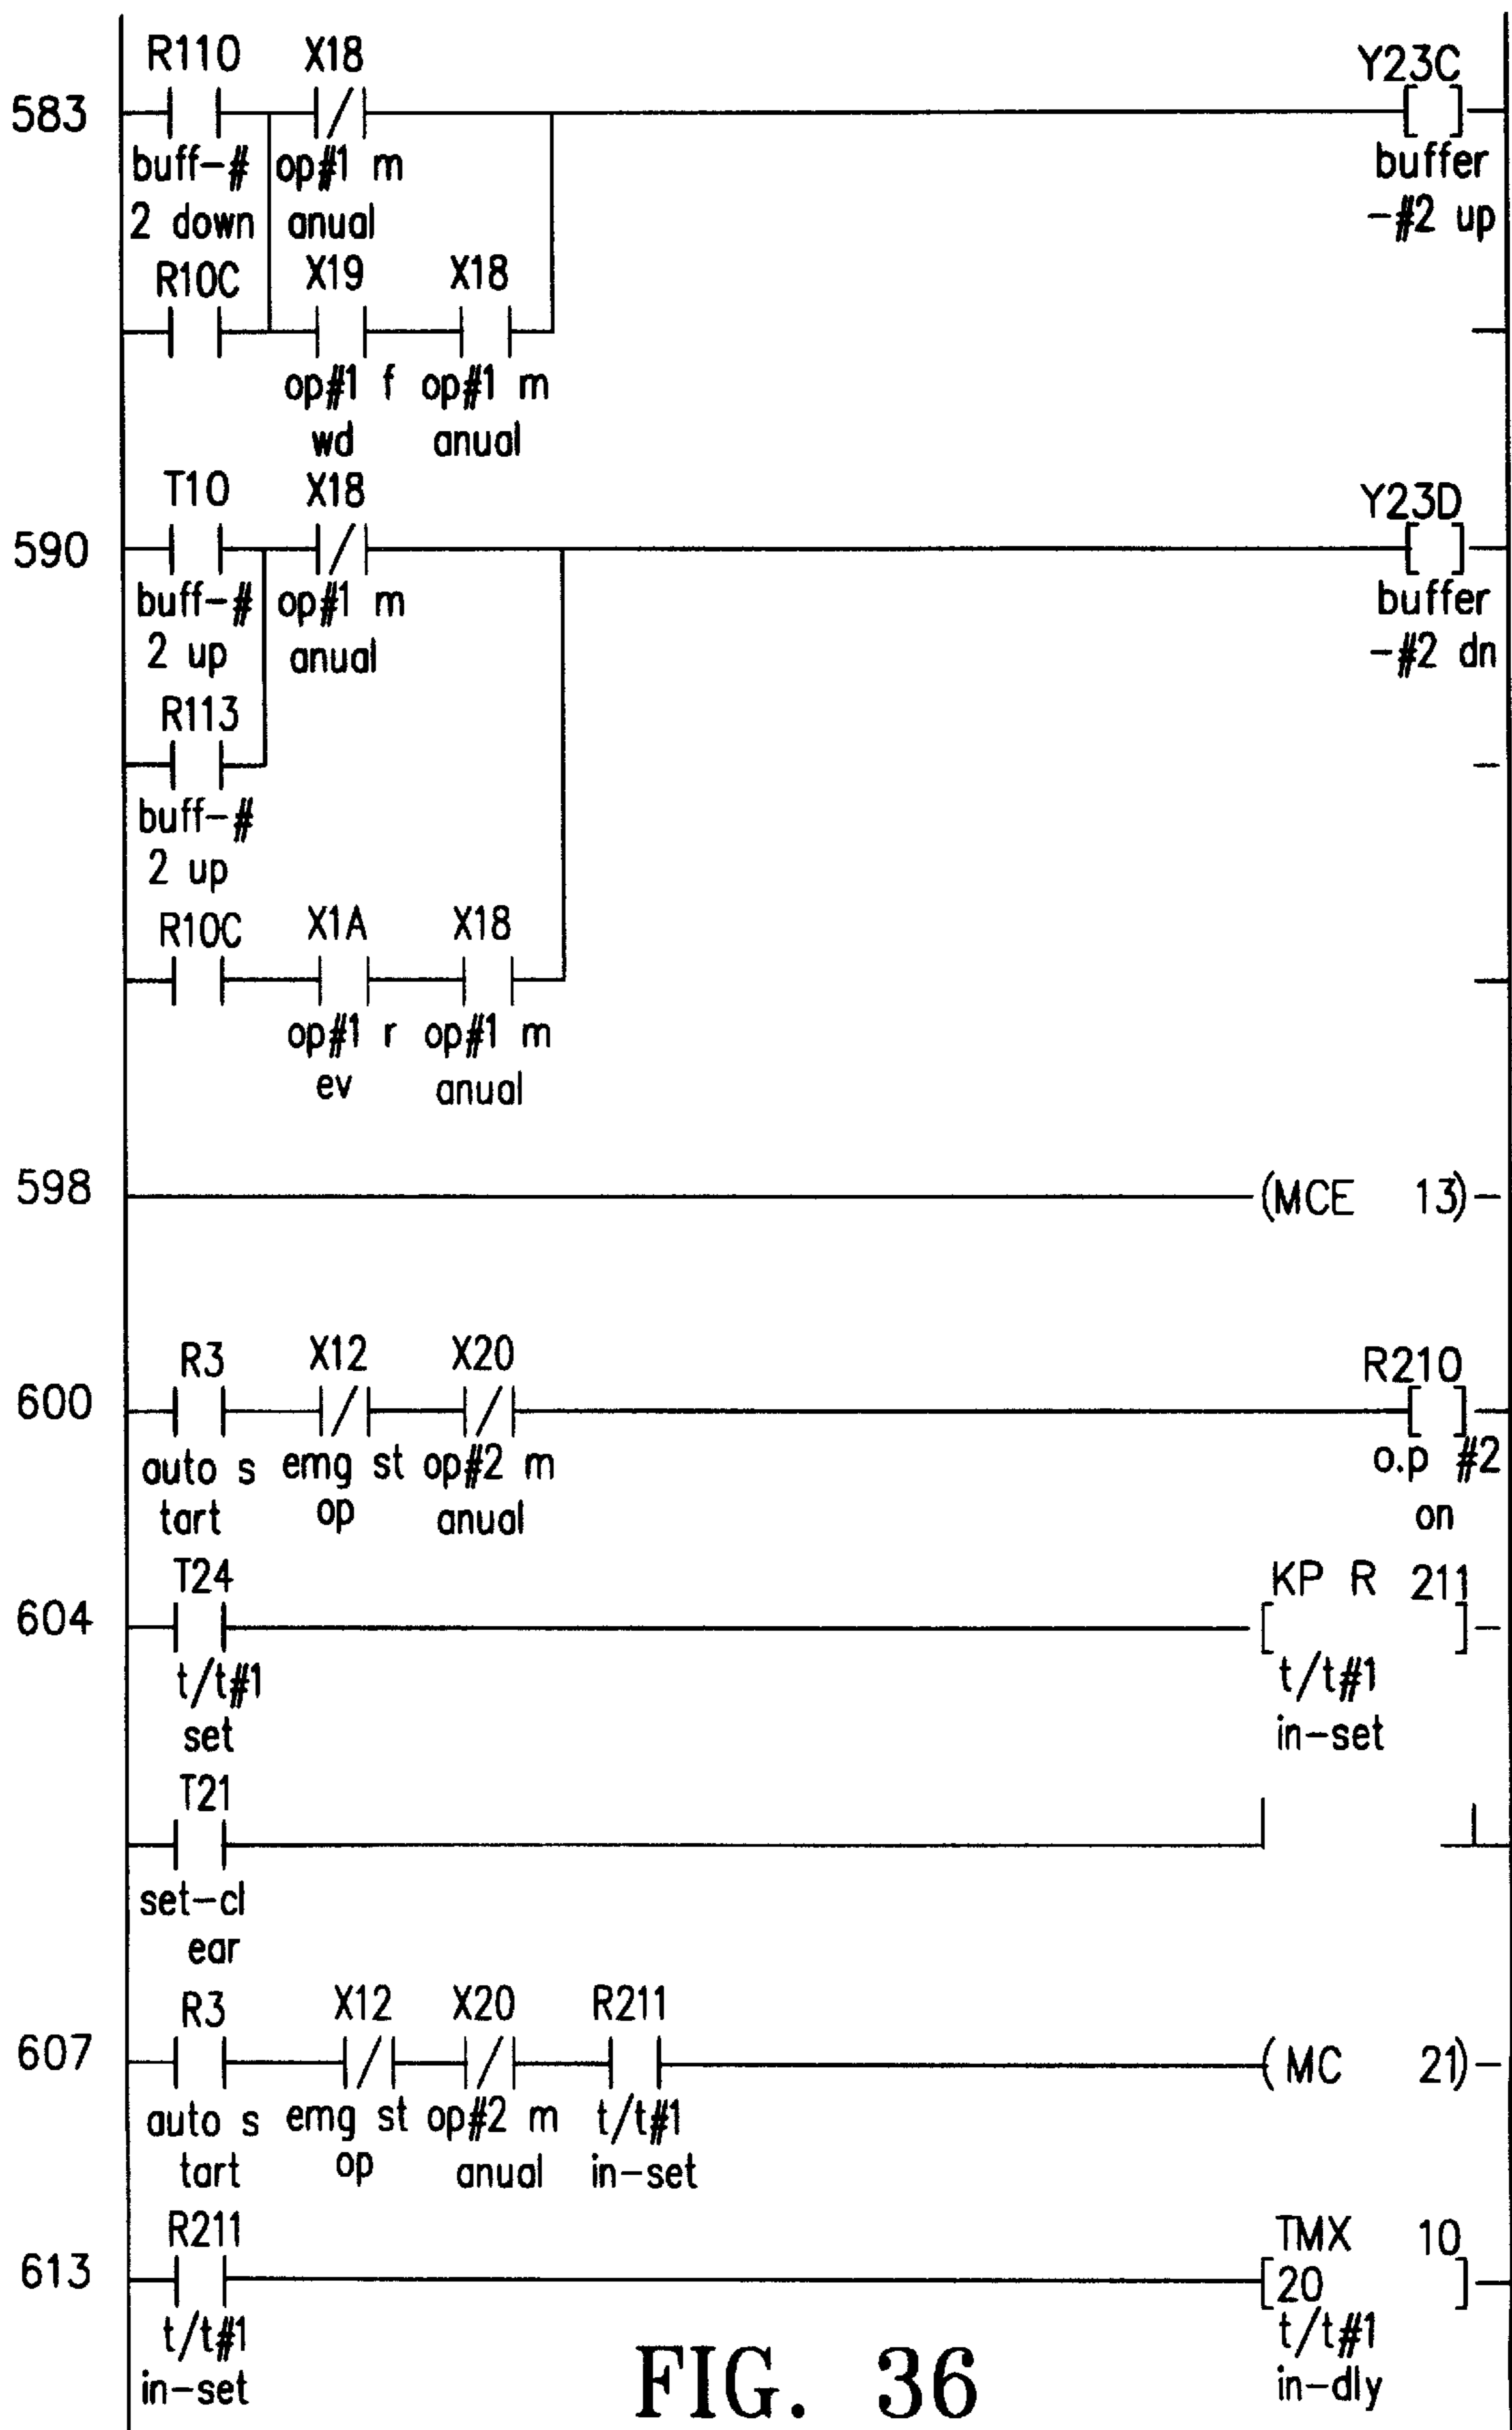 R110 X18 Y23C
583
buff-# op#1 m buffer
2 down anual -#2 up
R10C X19 X18
op#1 f op#1 m
wd anual
T10 X18 Y23D
590
buff-# op#1 m buffer
2 up anual -#2 dn
R113
buff-#
2 up
R10C X1A X18
op#1 r op#1 m
ev anual
598 (MCE 13)
R3 X12 X20 R210
600
auto s emg st op#2 m o.p #2
tart op anual on
T24 KP R 211
604
t/t#1 t/t#1
set in-set
T21
set-cl
ear
R3 X12 X20 R211
607 (MC 21)
auto s emg st op#2 m t/t#1
tart op anual in-set
R211 TMX 10
613 [20 ]
t/t#1 t/t#1
in-set in-dly
FIG. 36